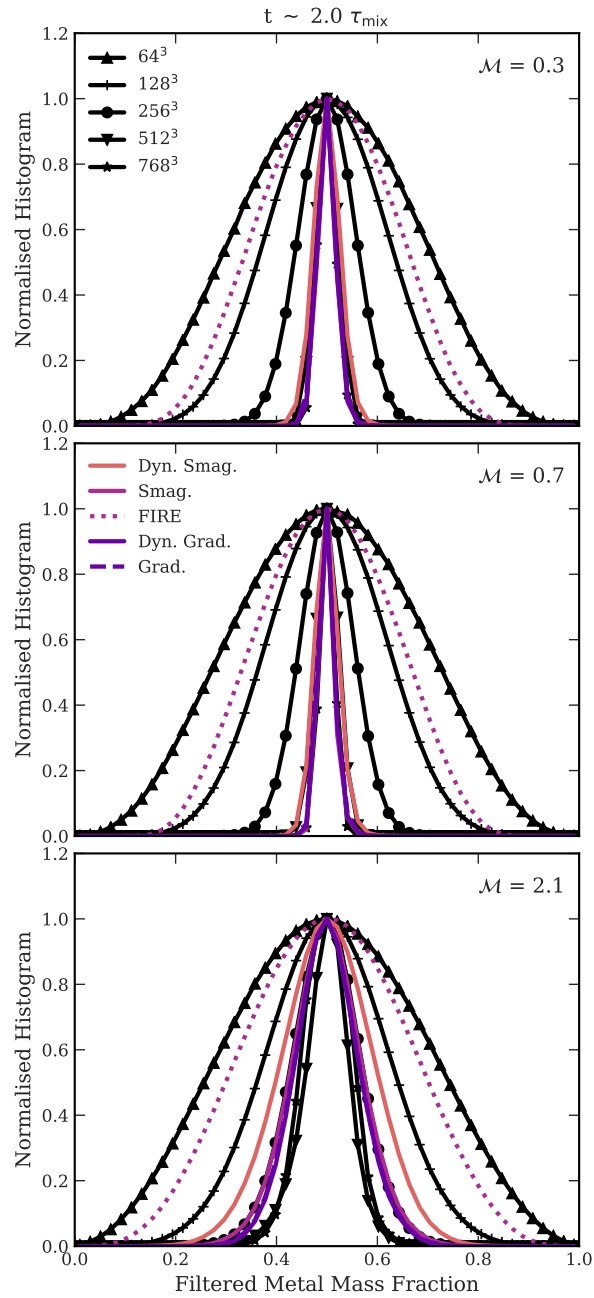 t ∼ 2.0 τmix
1.2
1.0
0.8
0.6
0.4
0.2
0.0
Normalised Histogram
64³
128³
256³
512³
768³
ℳ = 0.3
1.2
1.0
0.8
0.6
0.4
0.2
0.0
Normalised Histogram
Dyn. Smag.
Smag.
FIRE
Dyn. Grad.
Grad.
ℳ = 0.7
1.2
1.0
0.8
0.6
0.4
0.2
0.0
Normalised Histogram
ℳ = 2.1
0.0 0.2 0.4 0.6 0.8 1.0
Filtered Metal Mass Fraction